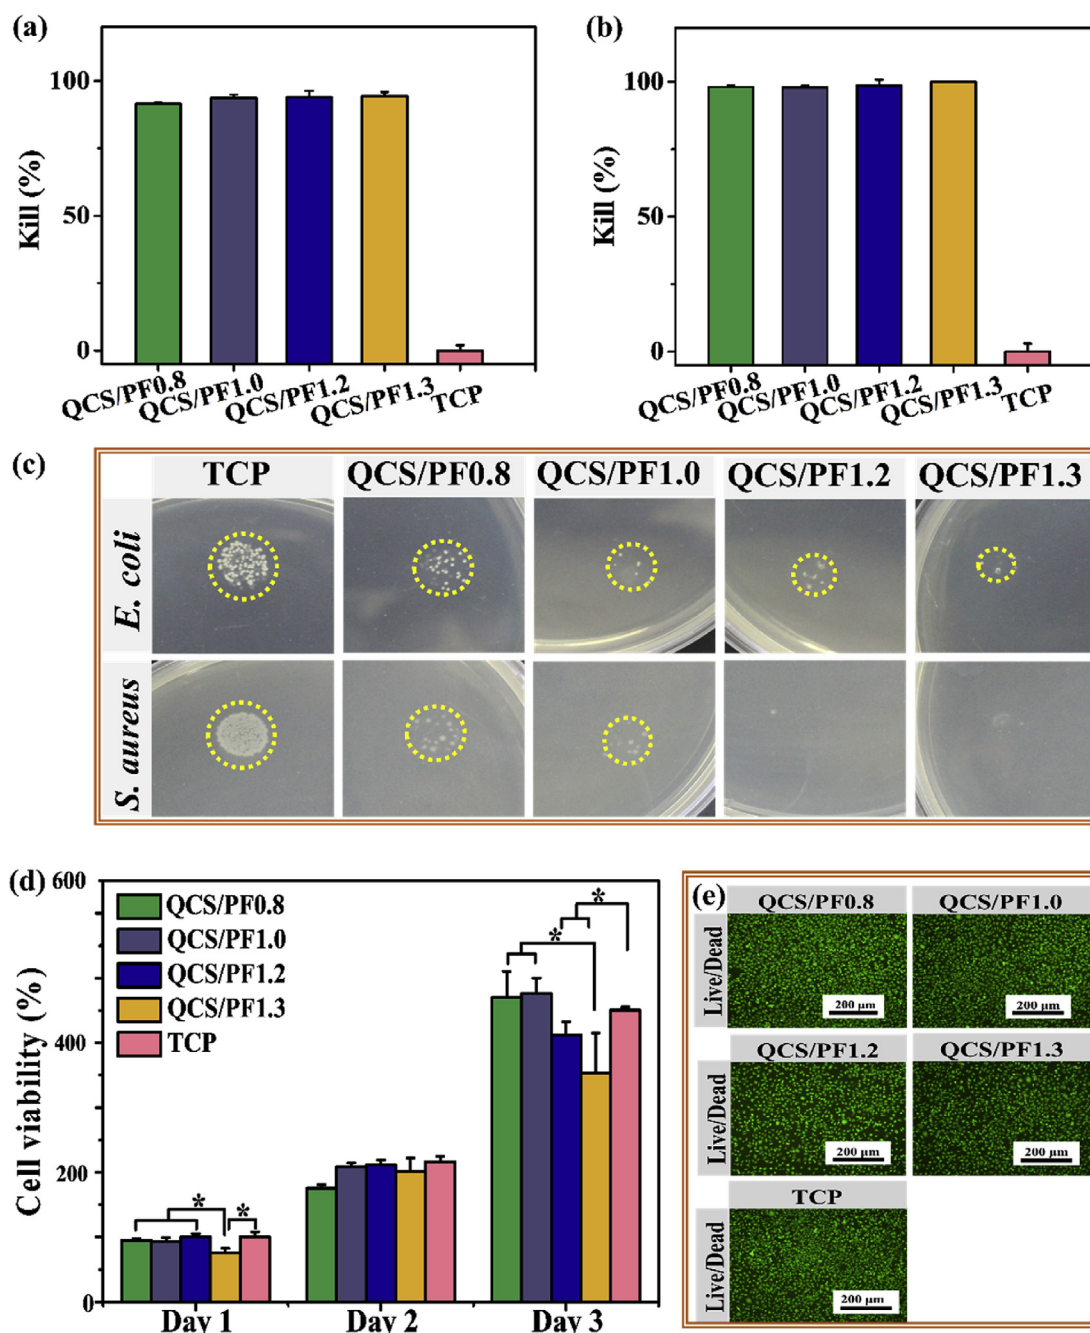 (a)
100
50
0
Kill (%)
QCS/PF0.8
QCS/PF1.0
QCS/PF1.2
QCS/PF1.3
TCP
(b)
100
50
0
Kill (%)
QCS/PF0.8
QCS/PF1.0
QCS/PF1.2
QCS/PF1.3
TCP
(c)
TCP QCS/PF0.8 QCS/PF1.0 QCS/PF1.2 QCS/PF1.3
E. coli
S. aureus
(d)
600
400
200
0
Cell viability (%)
QCS/PF0.8
QCS/PF1.0
QCS/PF1.2
QCS/PF1.3
TCP
* *
* *
Day 1 Day 2 Day 3
(e)
QCS/PF0.8 QCS/PF1.0
Live/Dead
200 μm 200 μm
QCS/PF1.2 QCS/PF1.3
Live/Dead
200 μm 200 μm
TCP
Live/Dead
200 μm